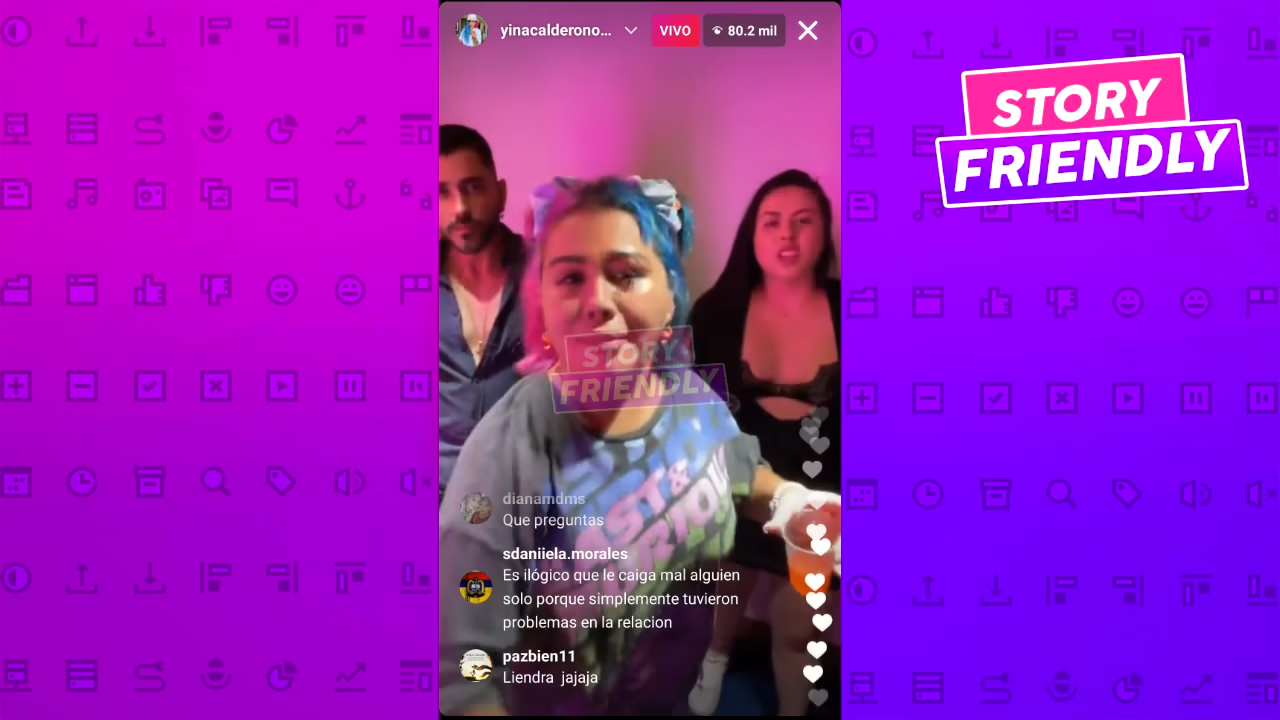 yinacalderono...
VIVO
80.2 mil
STORY
FRIENDLY
STORY
FRIENDLY
dianamdms
Que preguntas
sdaniiela.morales
Es ilógico que le caiga mal alguien
solo porque simplemente tuvieron
problemas en la relacion
pazbien11
Liendra jajaja